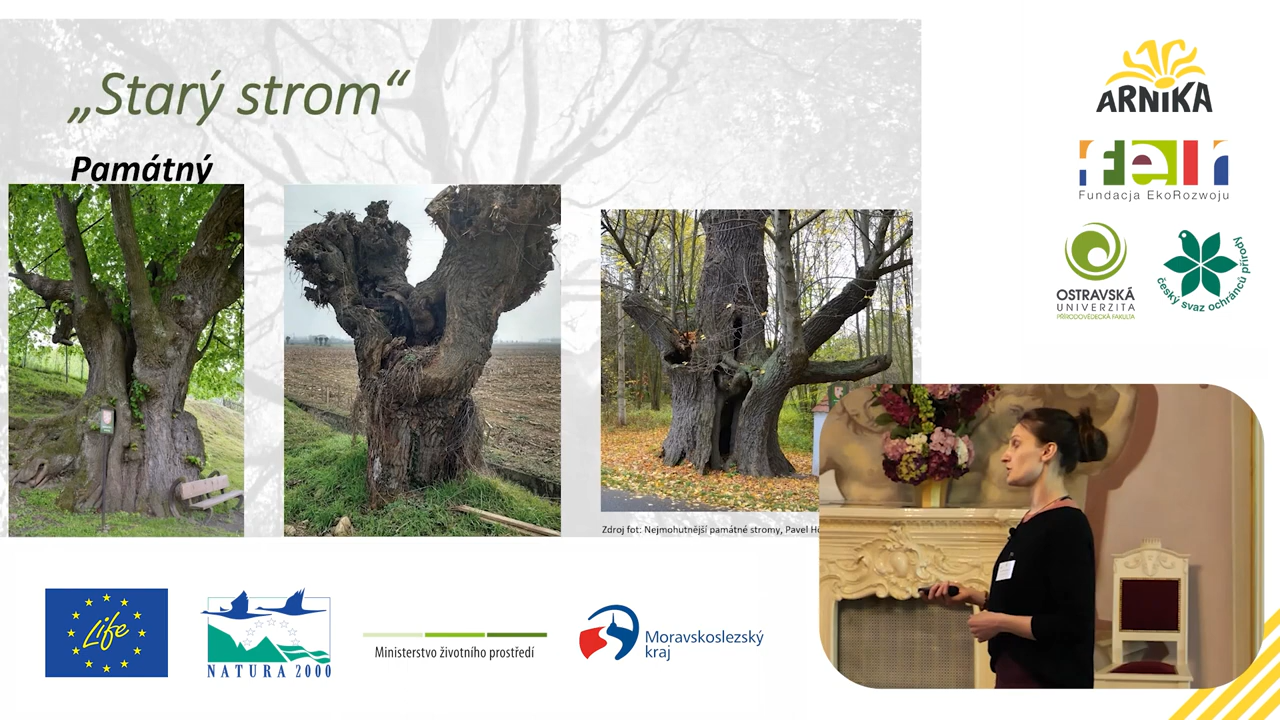 „Starý strom“
Památný
Zdroj fot: Nejmohutnější památné stromy, Pavel
ARNIKA
feli
Fundacja EkoRozwoju
OSTRAVSKÁ
UNIVERZITA
PŘÍRODOVĚDECKÁ FAKULTA
český svaz ochránců přírody
Life
NATURA 2000
Ministerstvo životního prostředí
Moravskoslezský
kraj